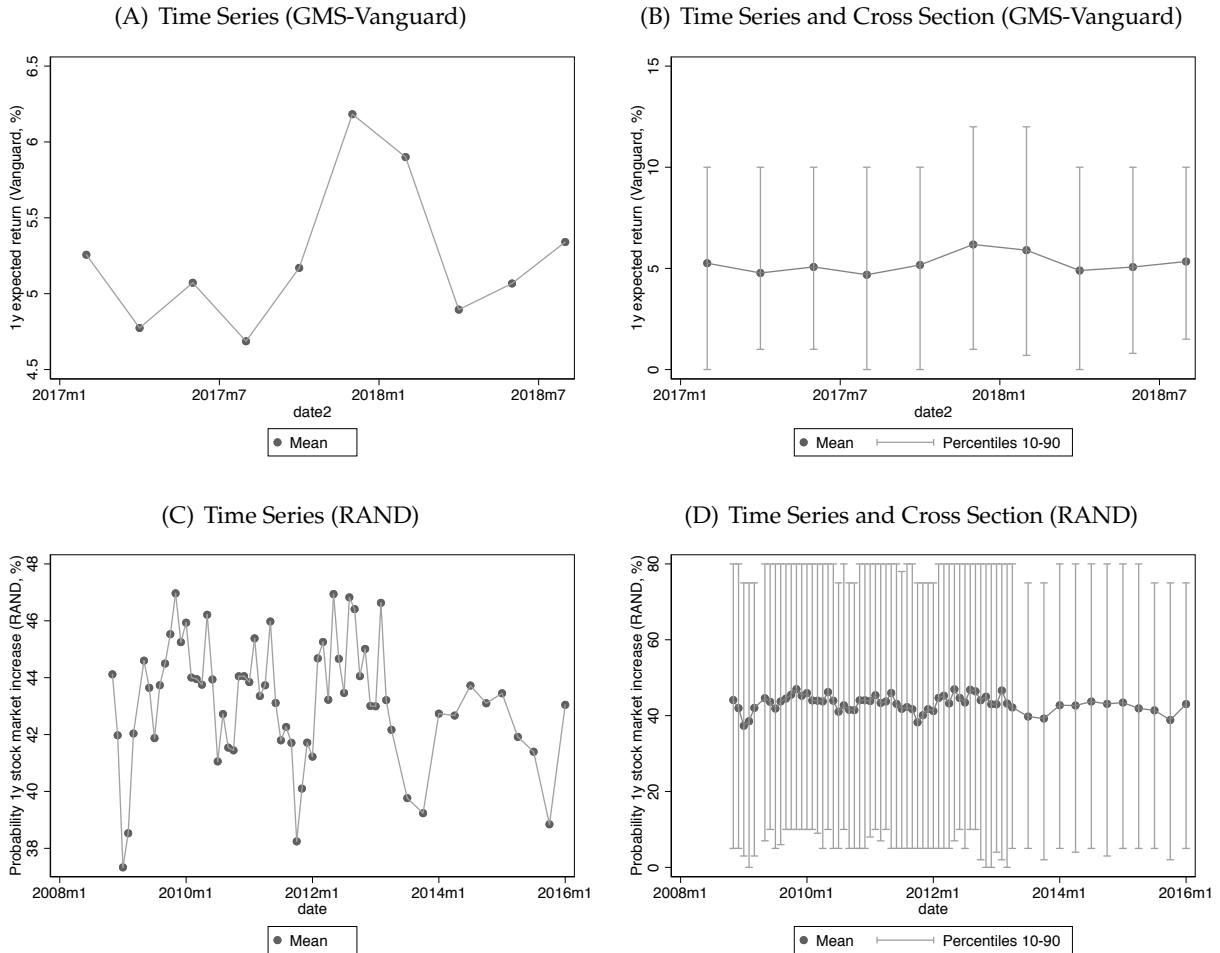 (A) Time Series (GMS-Vanguard)
1y expected return (Vanguard, %)
6.5
6
5.5
5
4.5
2017m1
2017m7
2018m1
2018m7
date2
Mean
(B) Time Series and Cross Section (GMS-Vanguard)
1y expected return (Vanguard, %)
15
10
5
0
2017m1
2017m7
2018m1
2018m7
date2
Mean
Percentiles 10-90
(C) Time Series (RAND)
Probability 1y stock market increase (RAND, %)
48
46
44
42
40
38
2008m1
2010m1
2012m1
2014m1
2016m1
date
Mean
(D) Time Series and Cross Section (RAND)
Probability 1y stock market increase (RAND, %)
80
60
40
20
0
2008m1
2010m1
2012m1
2014m1
2016m1
date
Mean
Percentiles 10-90